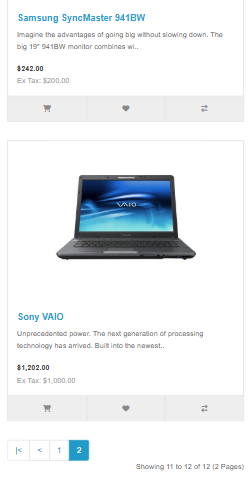 Samsung SyncMaster 941BW
Imagine the advantages of going big without slowing down. The
big 19" 941BW monitor combines wi..
$242.00
Ex Tax: $200.00
VAIO
Sony VAIO
Unprecedented power. The next generation of processing
technology has arrived. Built into the newest..
$1,202.00
Ex Tax: $1,000.00
|< < 1 2
Showing 11 to 12 of 12 (2 Pages)